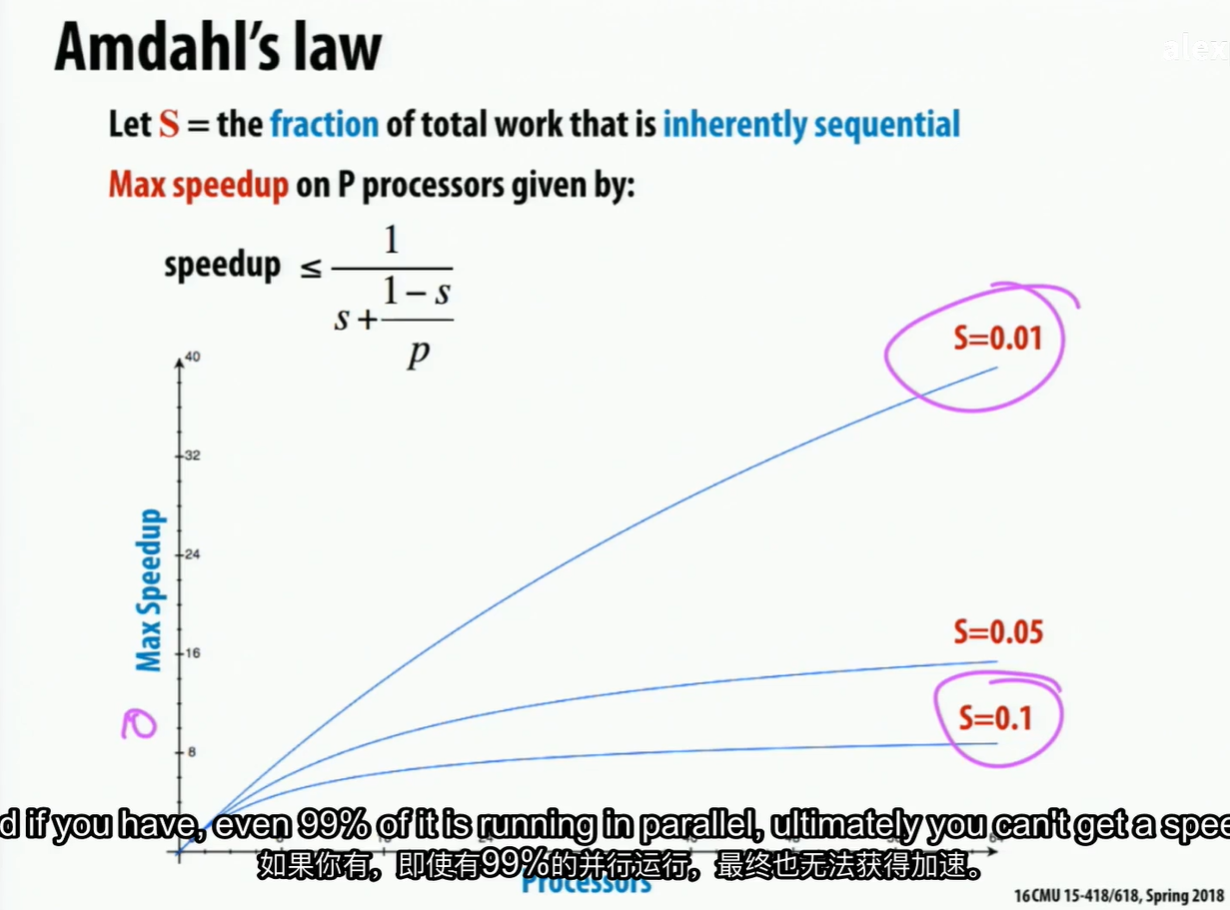 Amdahl's law
alex
Let S = the fraction of total work that is inherently sequential
Max speedup on P processors given by:
speedup ≤ 1 / (s + (1 − s) / p)
S=0.01
40
32
24
Max Speedup
S=0.05
16
S=0.1
8
d if you have, even 99% of it is running in parallel, ultimately you can't get a spee
如果你有，即使有99%的并行运行，最终也无法获得加速。
Processors
16 CMU 15-418/618, Spring 2018